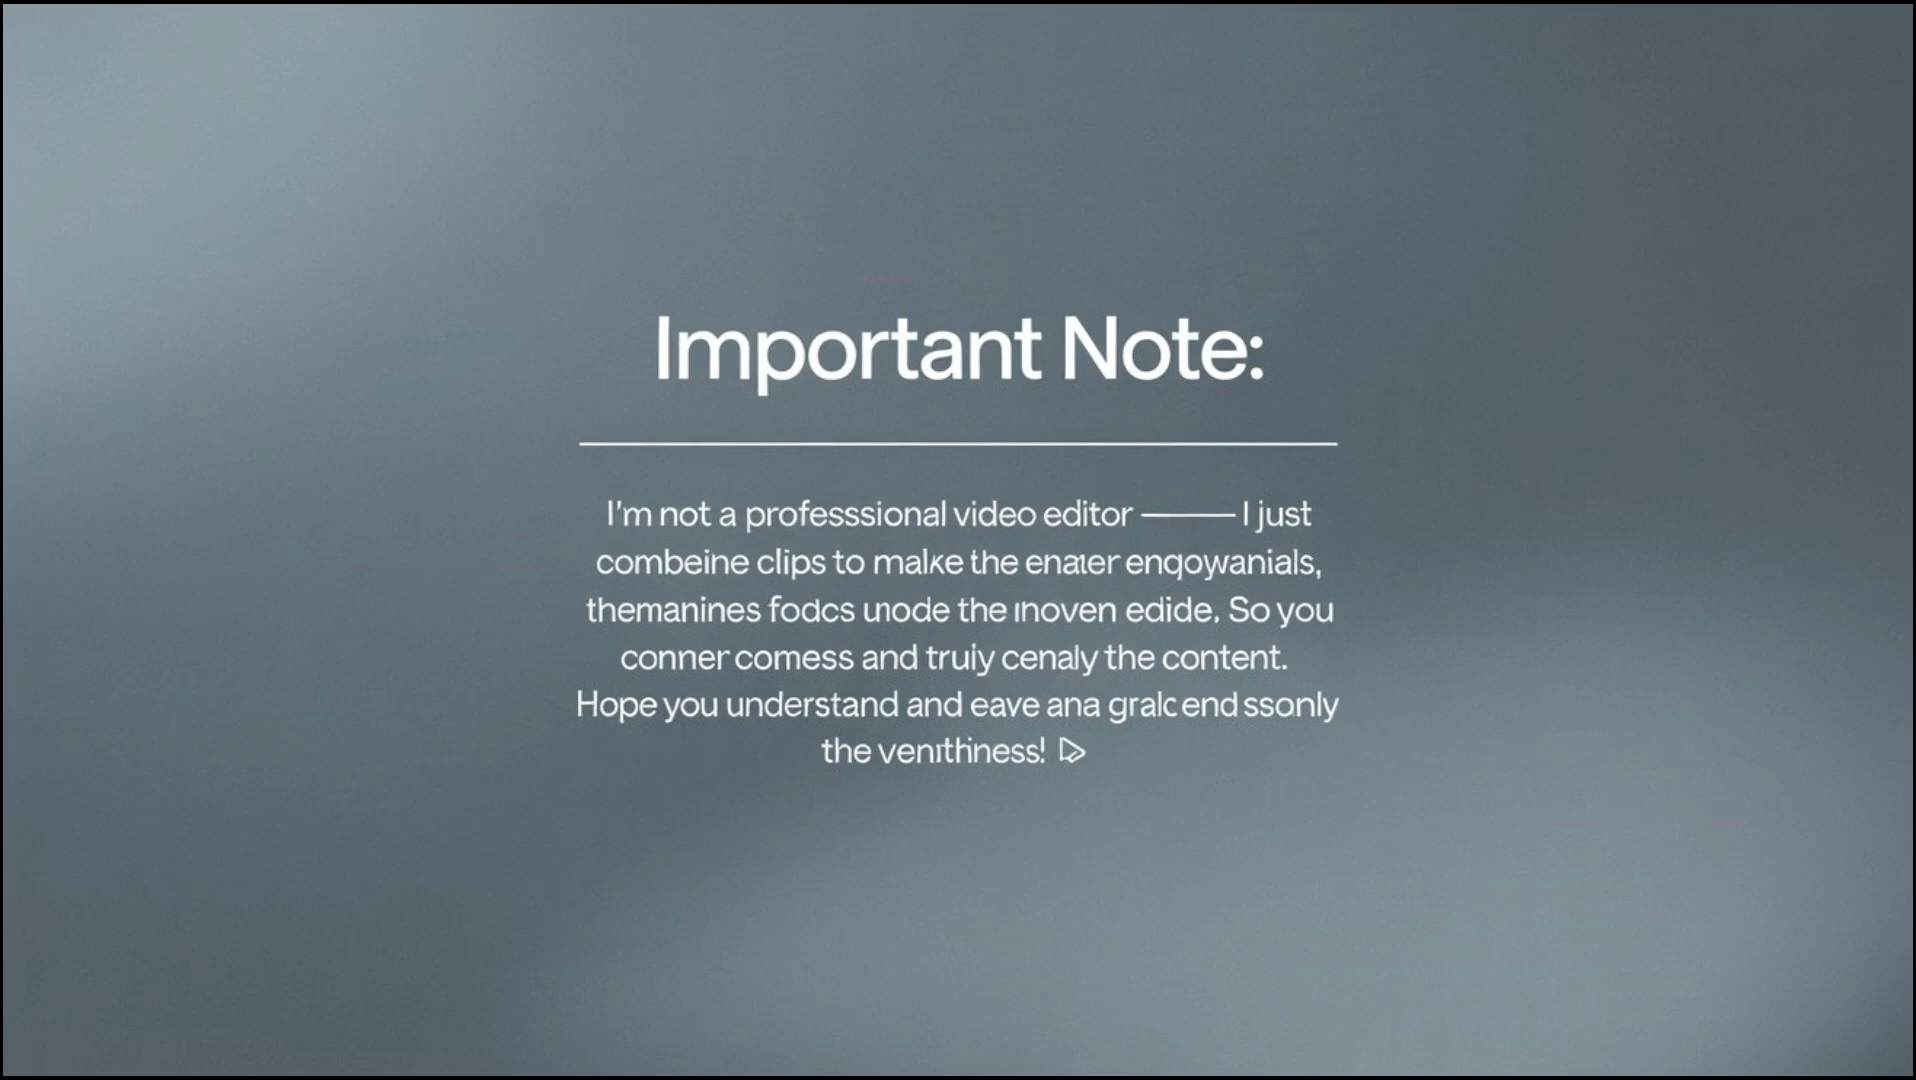 Important Note:
I'm not a professsional video editor —— I just
combeine clips to malke the enater enqowanials,
themanines fodcs unode the inoven edide. So you
conner comess and truiy cenaly the content.
Hope you understand and eave ana gralc end ssonly
the venithiness!